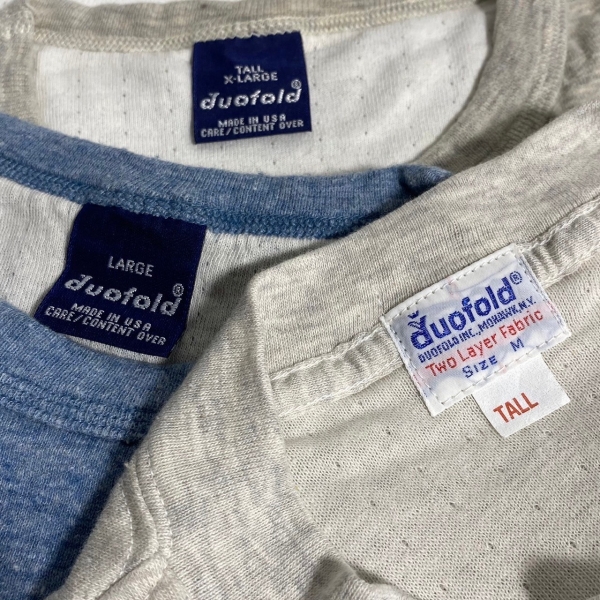 TALL
X-LARGE
duofold®
MADE IN USA
CARE/CONTENT OVER
LARGE
duofold®
MADE IN USA
CARE/CONTENT OVER
duofold®
DUOFOLD INC., MOHAWK, N.Y.
Two Layer Fabric
SIZE M
TALL